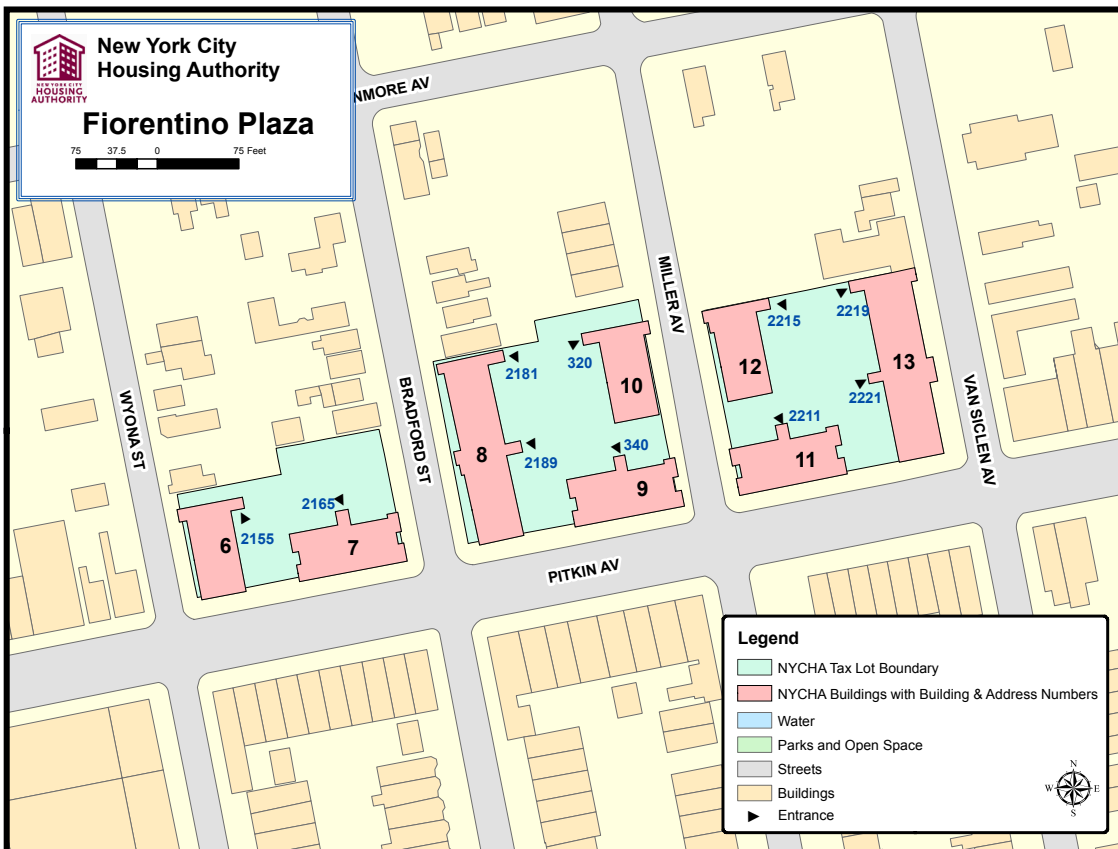 New York City
Housing Authority
NEW YORK CITY
HOUSING
AUTHORITY
Fiorentino Plaza
75 37.5 0 75 Feet
NMORE AV
MILLER AV
WYONA ST
BRADFORD ST
VAN SICLEN AV
PITKIN AV
2215
2219
12
13
2181
320
10
2221
2211
8
2189
340
11
9
2165
6
2155
7
Legend
NYCHA Tax Lot Boundary
NYCHA Buildings with Building & Address Numbers
Water
Parks and Open Space
Streets
Buildings
Entrance
N
W E
S